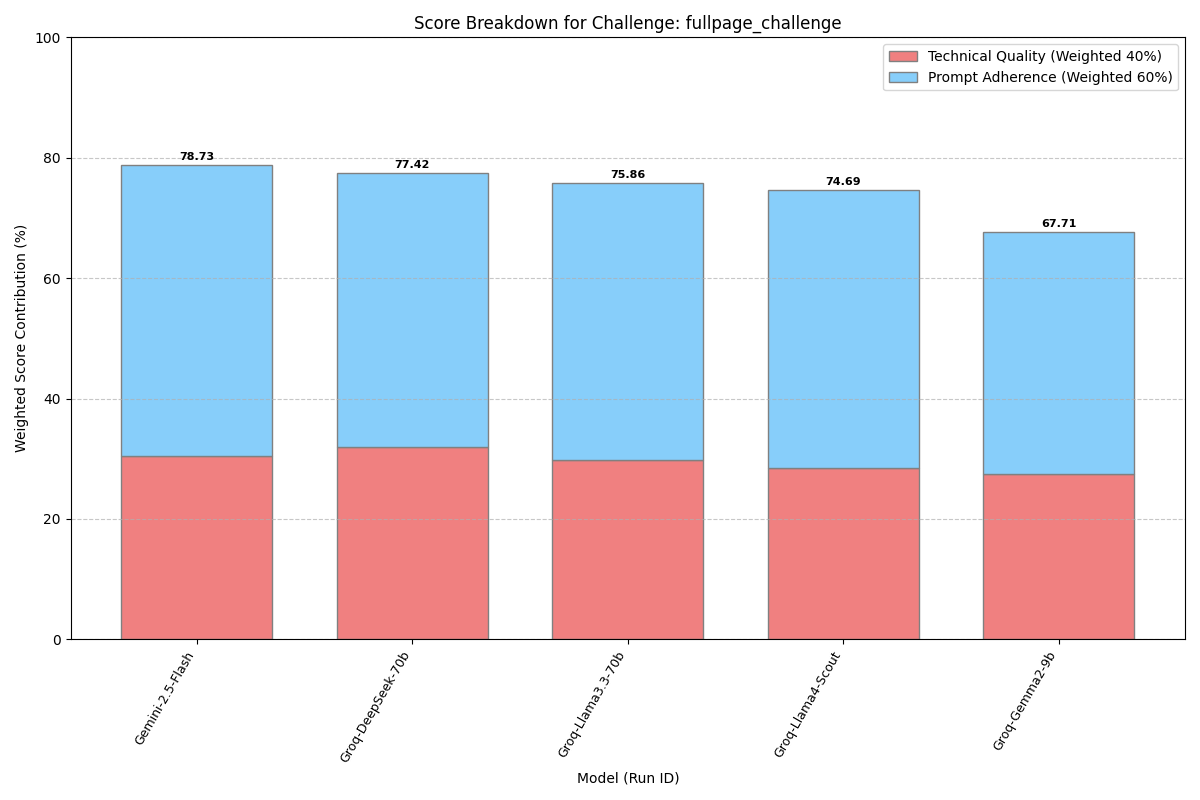 Score Breakdown for Challenge: fullpage_challenge
Technical Quality (Weighted 40%)
Prompt Adherence (Weighted 60%)
Weighted Score Contribution (%)
100
80
60
40
20
0
78.73
77.42
75.86
74.69
67.71
Gemini-2.5-Flash
Groq-DeepSeek-70b
Groq-Llama3.3-70b
Groq-Llama4-Scout
Groq-Gemma2-9b
Model (Run ID)